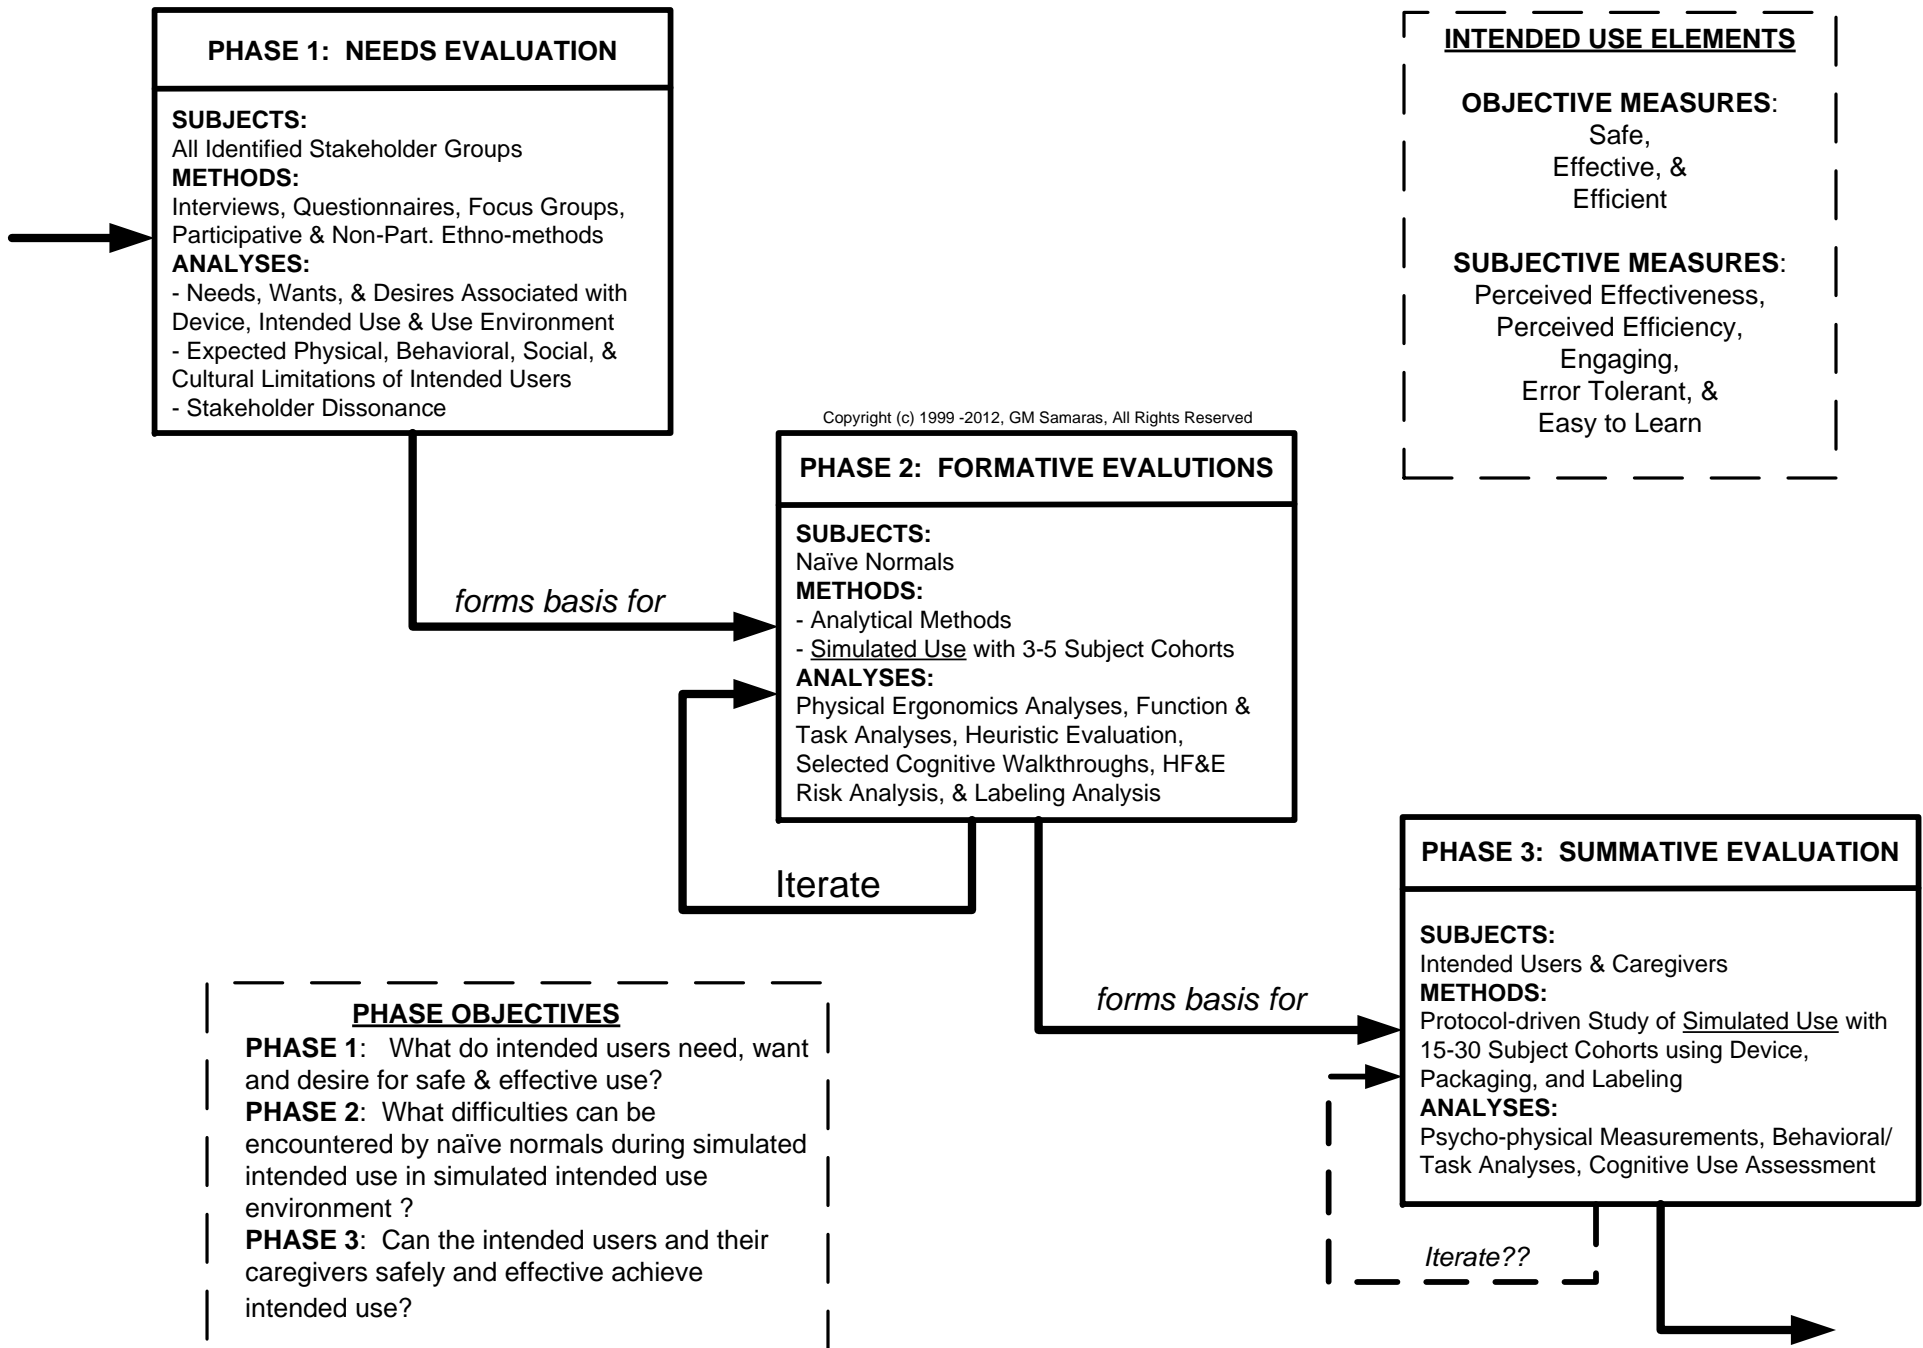 PHASE 1: NEEDS EVALUATION
SUBJECTS:
All Identified Stakeholder Groups
METHODS:
Interviews, Questionnaires, Focus Groups,
Participative & Non-Part. Ethno-methods
ANALYSES:
- Needs, Wants, & Desires Associated with
Device, Intended Use & Use Environment
- Expected Physical, Behavioral, Social, &
Cultural Limitations of Intended Users
- Stakeholder Dissonance
INTENDED USE ELEMENTS
OBJECTIVE MEASURES:
Safe,
Effective, &
Efficient
SUBJECTIVE MEASURES:
Perceived Effectiveness,
Perceived Efficiency,
Engaging,
Error Tolerant, &
Easy to Learn
Copyright (c) 1999 -2012, GM Samaras, All Rights Reserved
forms basis for
PHASE 2: FORMATIVE EVALUTIONS
SUBJECTS:
Naïve Normals
METHODS:
- Analytical Methods
- Simulated Use with 3-5 Subject Cohorts
ANALYSES:
Physical Ergonomics Analyses, Function &
Task Analyses, Heuristic Evaluation,
Selected Cognitive Walkthroughs, HF&E
Risk Analysis, & Labeling Analysis
Iterate
forms basis for
PHASE 3: SUMMATIVE EVALUATION
SUBJECTS:
Intended Users & Caregivers
METHODS:
Protocol-driven Study of Simulated Use with
15-30 Subject Cohorts using Device,
Packaging, and Labeling
ANALYSES:
Psycho-physical Measurements, Behavioral/
Task Analyses, Cognitive Use Assessment
Iterate??
PHASE OBJECTIVES
PHASE 1: What do intended users need, want
and desire for safe & effective use?
PHASE 2: What difficulties can be
encountered by naïve normals during simulated
intended use in simulated intended use
environment ?
PHASE 3: Can the intended users and their
caregivers safely and effective achieve
intended use?